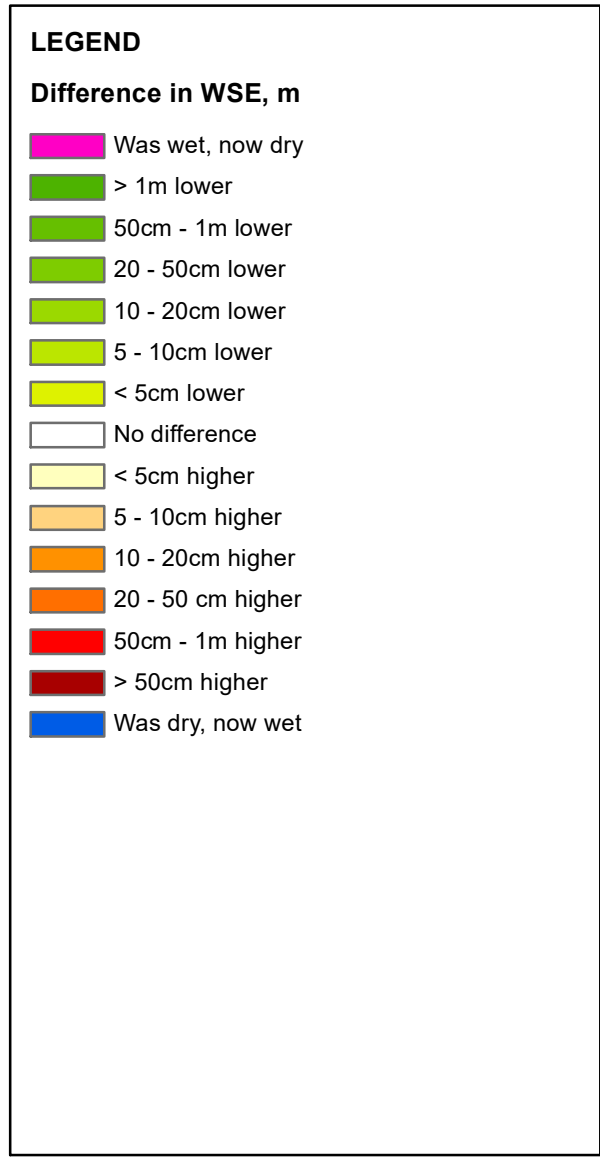 LEGEND
Difference in WSE, m
Was wet, now dry
> 1m lower
50cm - 1m lower
20 - 50cm lower
10 - 20cm lower
5 - 10cm lower
< 5cm lower
No difference
< 5cm higher
5 - 10cm higher
10 - 20cm higher
20 - 50 cm higher
50cm - 1m higher
> 50cm higher
Was dry, now wet